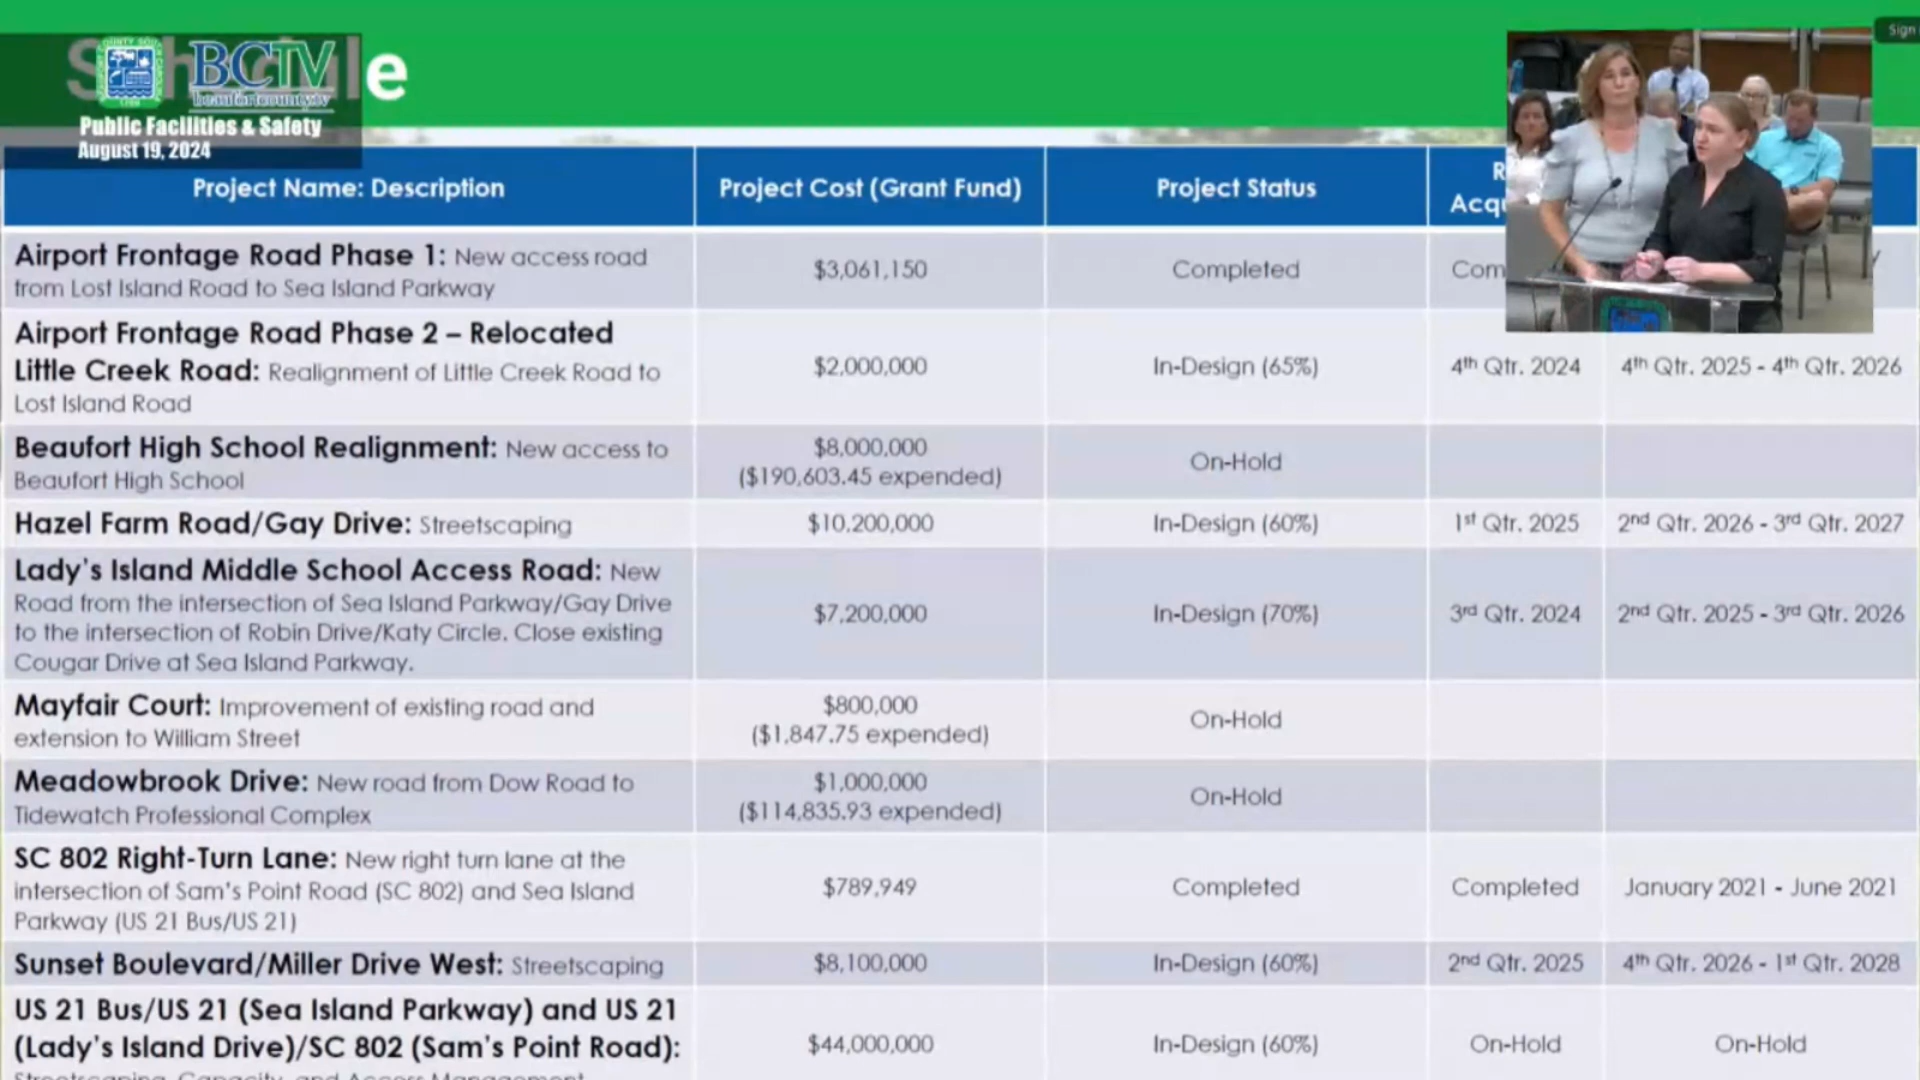 Sch le
BCTV
beaufortcounty.tv
Public Facilities & Safety
August 19, 2024
Sign
Project Name: Description
Project Cost (Grant Fund)
Project Status
R
Acqu
Airport Frontage Road Phase 1: New access road
from Lost Island Road to Sea Island Parkway
$3,061,150
Completed
Com
y
Airport Frontage Road Phase 2 – Relocated
Little Creek Road: Realignment of Little Creek Road to
Lost Island Road
$2,000,000
In-Design (65%)
4th Qtr. 2024
4th Qtr. 2025 - 4th Qtr. 2026
Beaufort High School Realignment: New access to
Beaufort High School
$8,000,000
($190,603.45 expended)
On-Hold
Hazel Farm Road/Gay Drive: Streetscaping
$10,200,000
In-Design (60%)
1st Qtr. 2025
2nd Qtr. 2026 - 3rd Qtr. 2027
Lady's Island Middle School Access Road: New
Road from the intersection of Sea Island Parkway/Gay Drive
to the intersection of Robin Drive/Katy Circle. Close existing
Cougar Drive at Sea Island Parkway.
$7,200,000
In-Design (70%)
3rd Qtr. 2024
2nd Qtr. 2025 - 3rd Qtr. 2026
Mayfair Court: Improvement of existing road and
extension to William Street
$800,000
($1,847.75 expended)
On-Hold
Meadowbrook Drive: New road from Dow Road to
Tidewatch Professional Complex
$1,000,000
($114,835.93 expended)
On-Hold
SC 802 Right-Turn Lane: New right turn lane at the
intersection of Sam's Point Road (SC 802) and Sea Island
Parkway (US 21 Bus/US 21)
$789,949
Completed
Completed
January 2021 - June 2021
Sunset Boulevard/Miller Drive West: Streetscaping
$8,100,000
In-Design (60%)
2nd Qtr. 2025
4th Qtr. 2026 - 1st Qtr. 2028
US 21 Bus/US 21 (Sea Island Parkway) and US 21
(Lady's Island Drive)/SC 802 (Sam's Point Road):
Streetscaping, Capacity, and Access Management
$44,000,000
In-Design (60%)
On-Hold
On-Hold